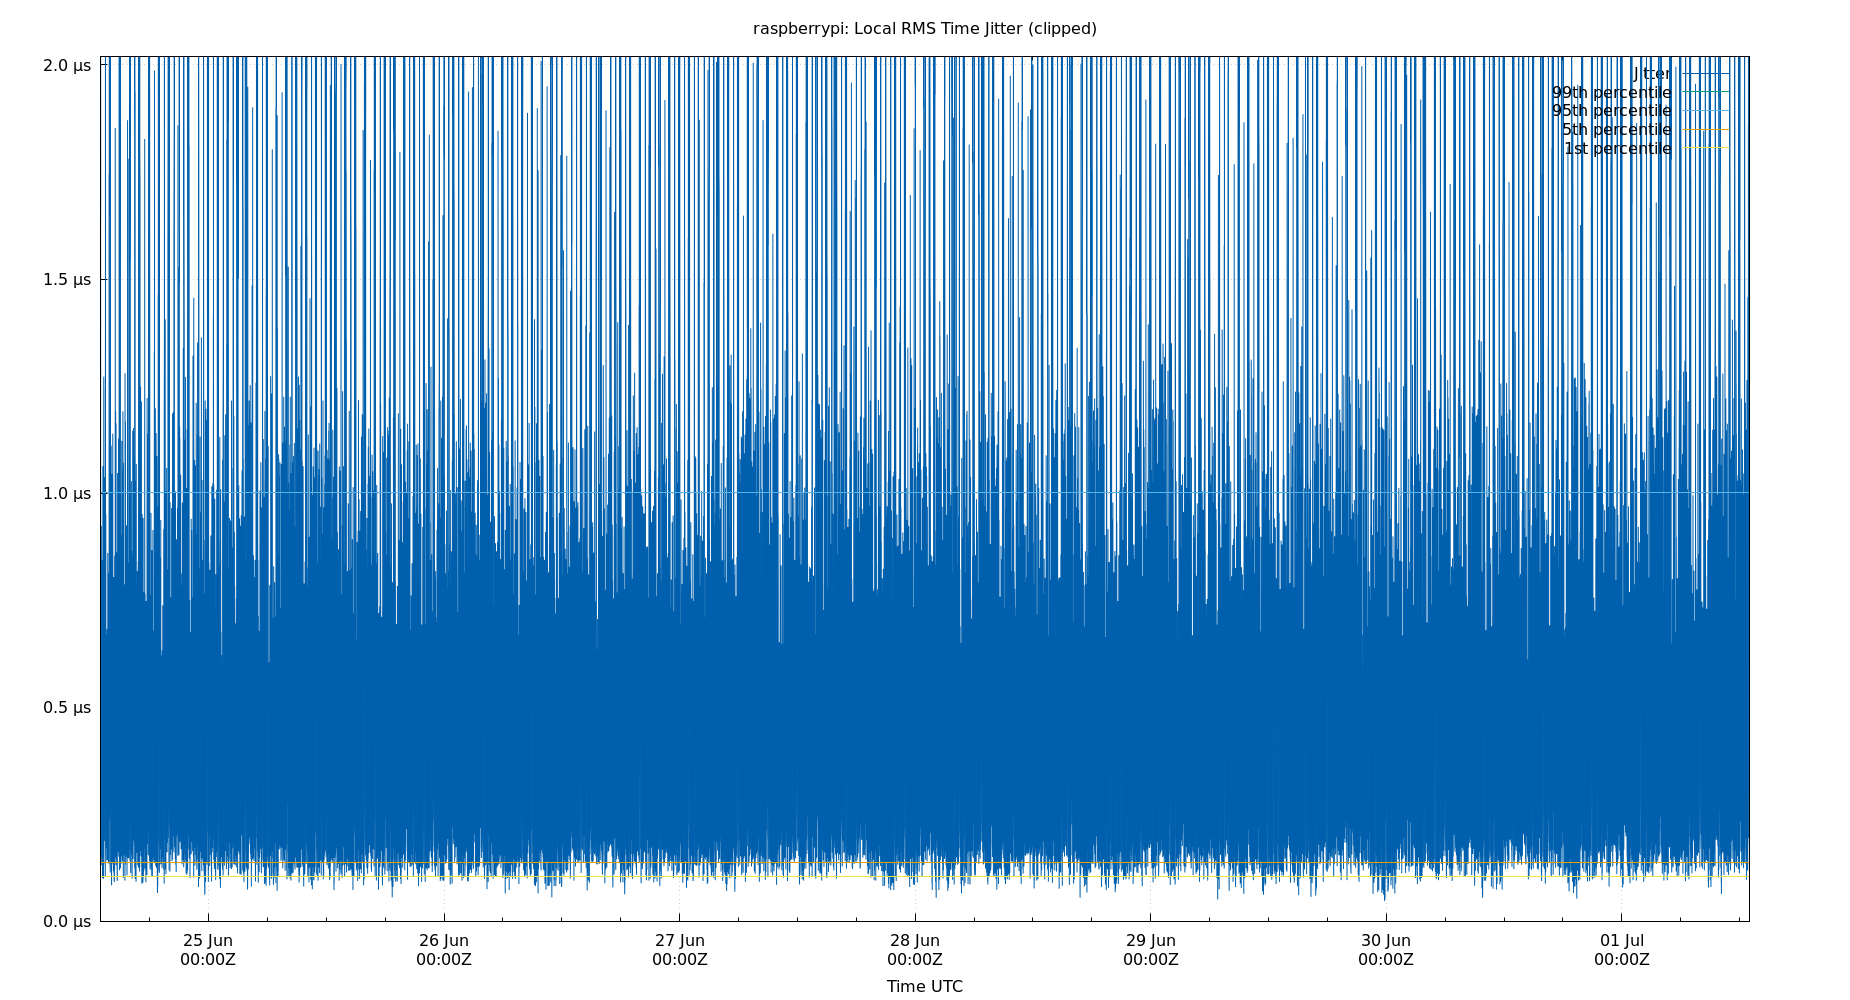 raspberrypi: Local RMS Time Jitter (clipped)
2.0 µs
Jitter
99th percentile
95th percentile
5th percentile
1st percentile
1.5 µs
1.0 µs
0.5 µs
0.0 µs
25 Jun 26 Jun 27 Jun 28 Jun 29 Jun 30 Jun 01 Jul
00:00Z 00:00Z 00:00Z 00:00Z 00:00Z 00:00Z 00:00Z
Time UTC